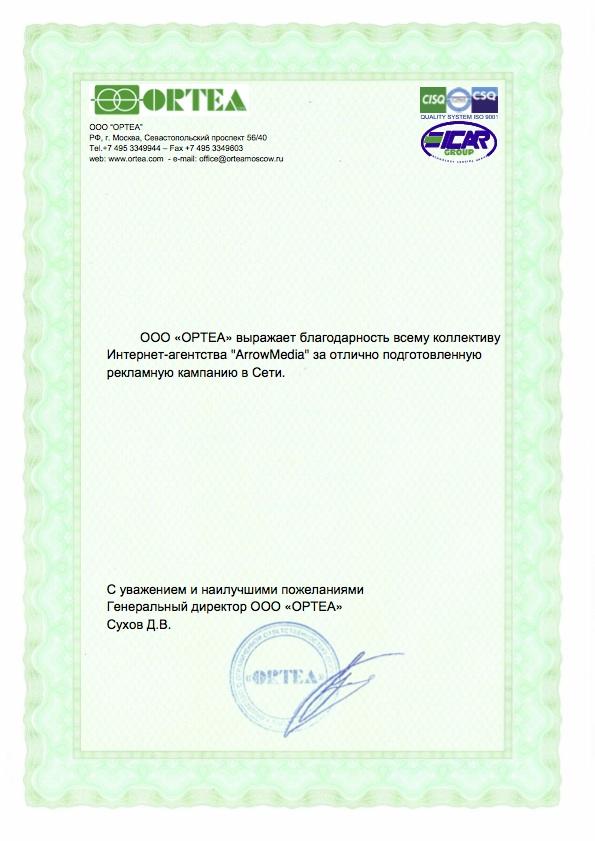 ORTEA
ООО "ОРТЕА"
РФ, г. Москва, Севастопольский проспект 56/40
Tel.+7 495 3349944 – Fax +7 495 3349603
web: www.ortea.com - e-mail: office@orteamoscow.ru
CISQ CSQ
QUALITY SYSTEM ISO 9001
ICAR
GROUP
ООО «ОРТЕА» выражает благодарность всему коллективу
Интернет-агентства "ArrowMedia" за отлично подготовленную
рекламную кампанию в Сети.
С уважением и наилучшими пожеланиями
Генеральный директор ООО «ОРТЕА»
Сухов Д.В.
«ОРТЕА»